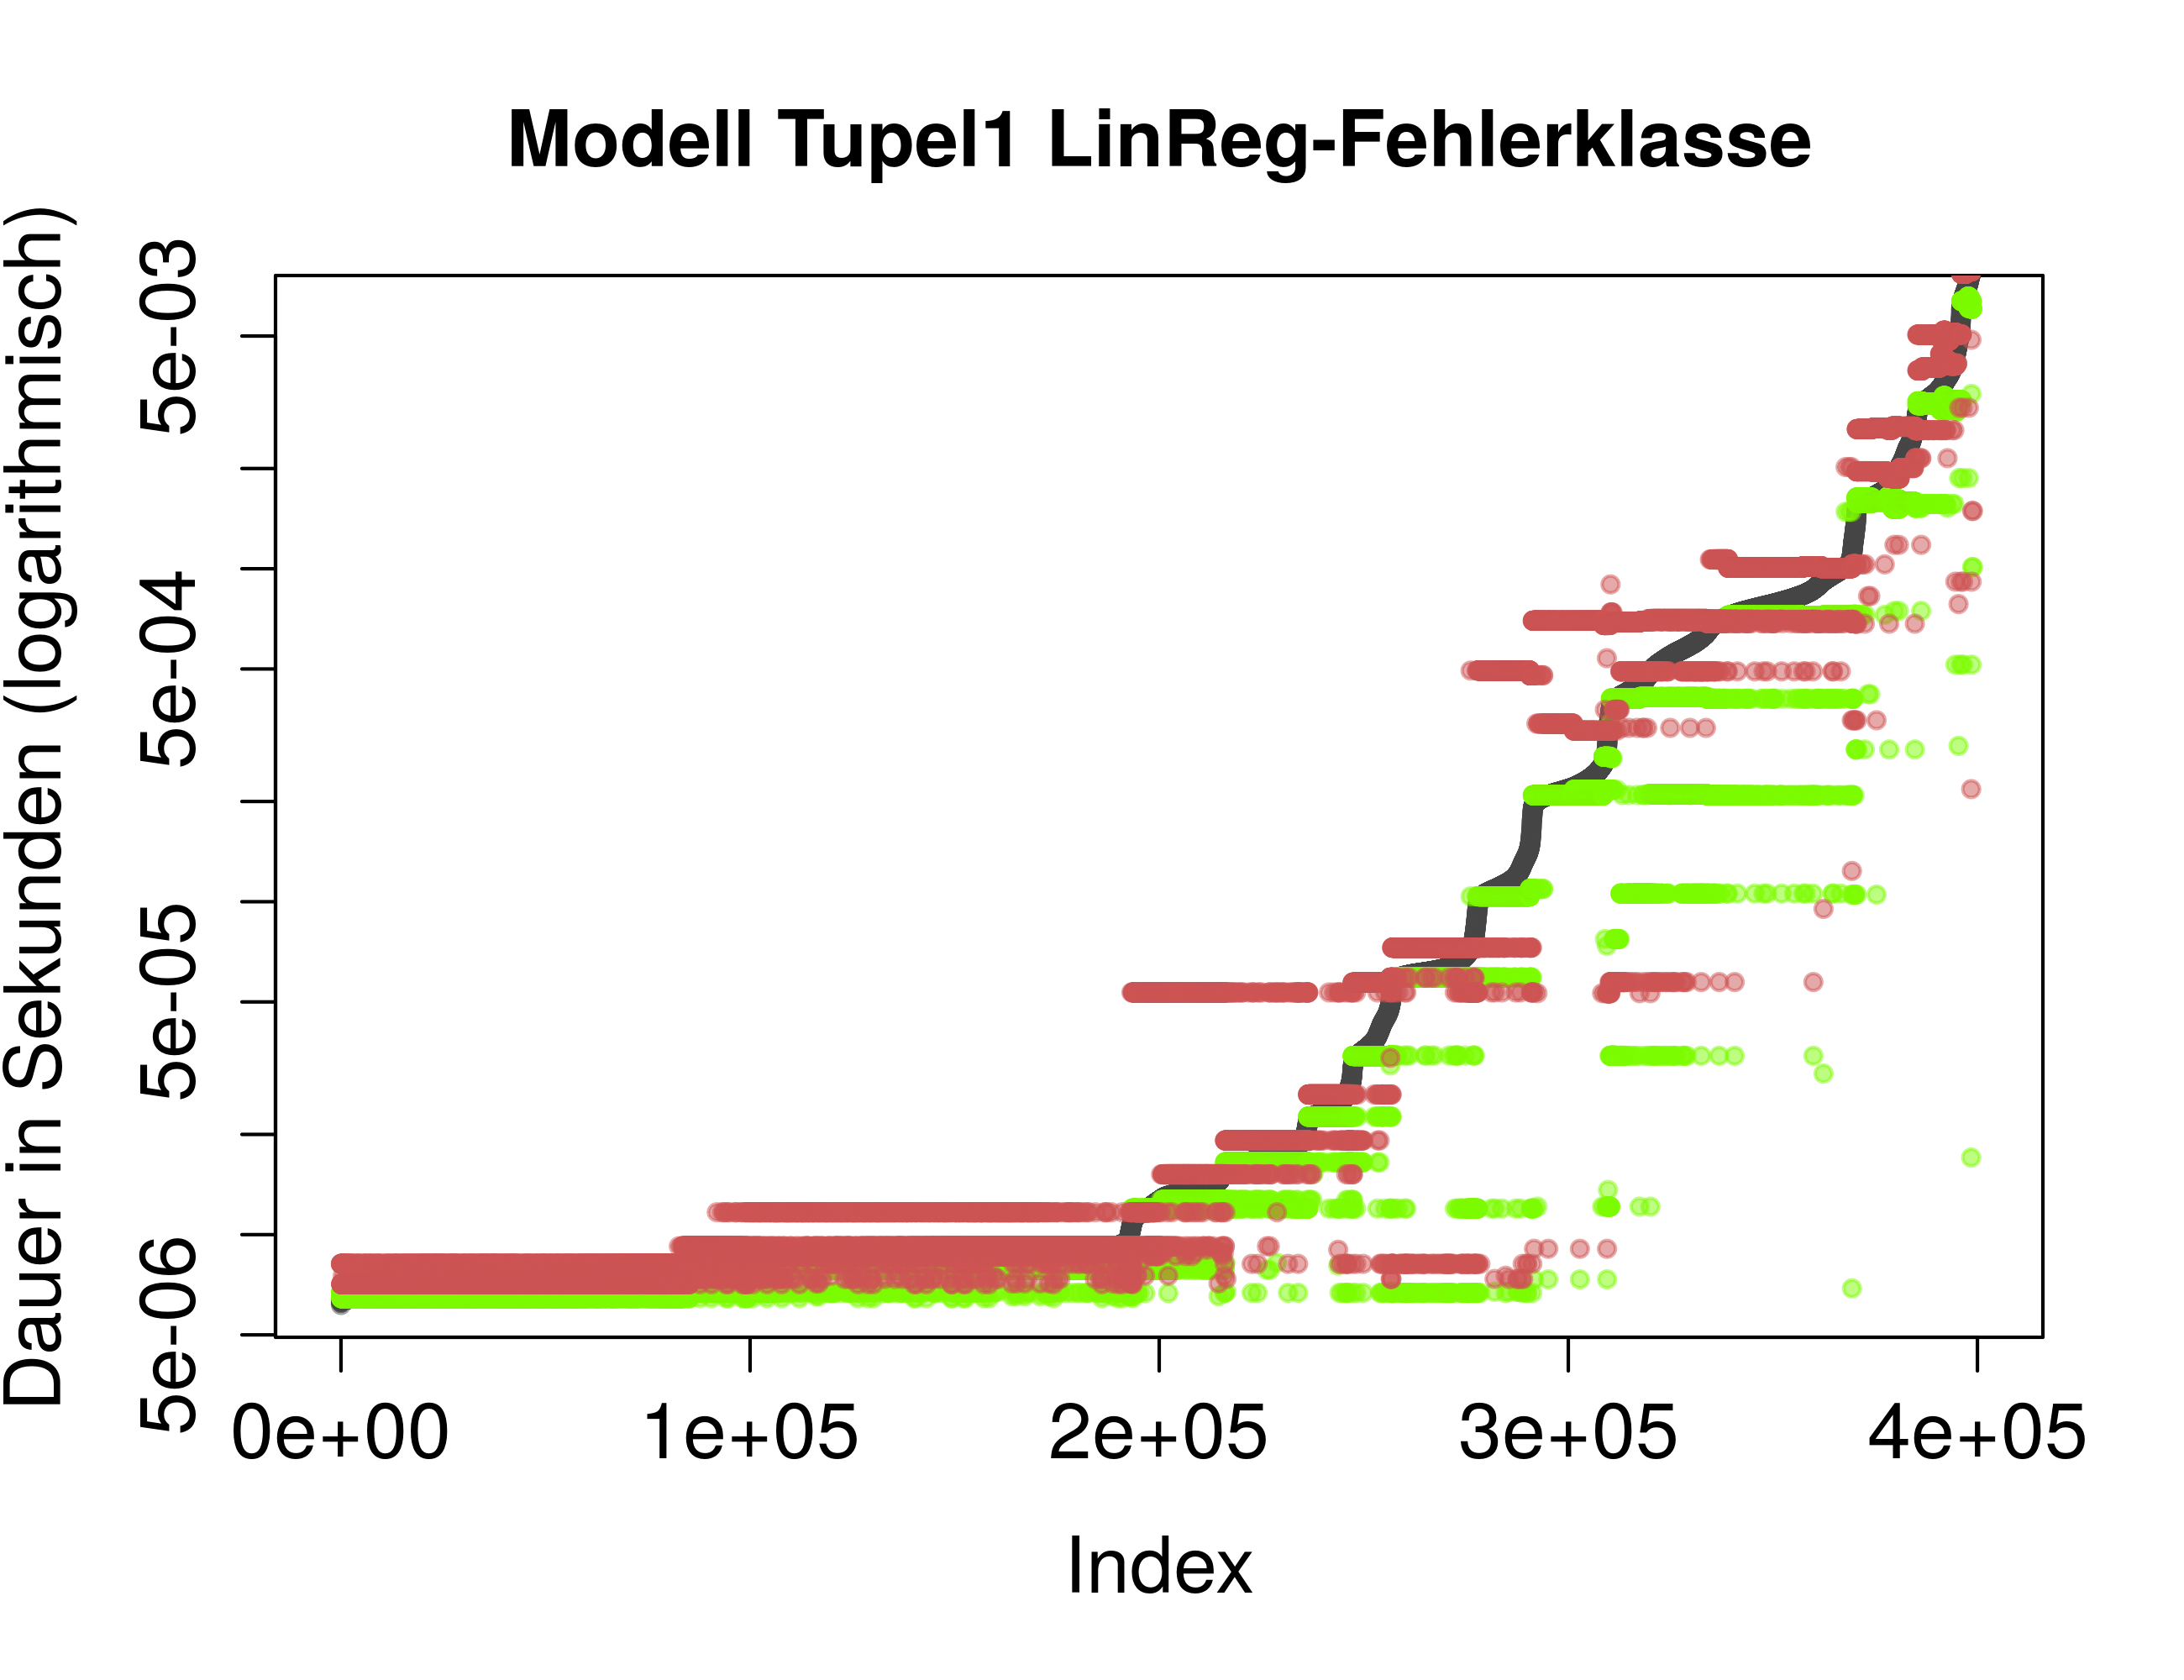 Modell Tupel1 LinReg-Fehlerklasse
Dauer in Sekunden (logarithmisch)
5e-03
5e-04
5e-05
5e-06
0e+00 1e+05 2e+05 3e+05 4e+05
Index